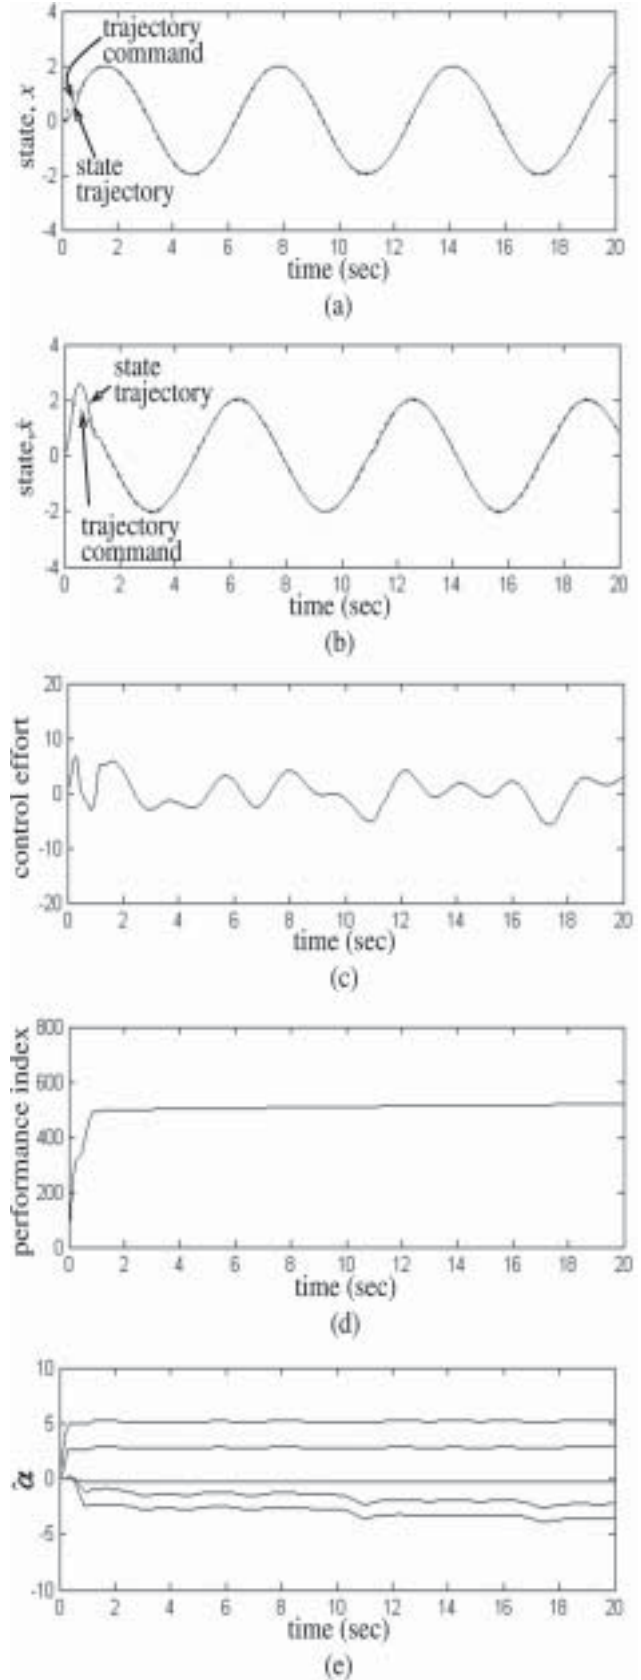 4
2
0
-2
-4
state, x
trajectory
command
state
trajectory
0 2 4 6 8 10 12 14 16 18 20
time (sec)
(a)
4
2
0
-2
-4
state,ẋ
state
trajectory
trajectory
command
0 2 4 6 8 10 12 14 16 18 20
time (sec)
(b)
20
10
0
-10
-20
control effort
0 2 4 6 8 10 12 14 16 18 20
time (sec)
(c)
800
600
400
200
0
performance index
0 2 4 6 8 10 12 14 16 18 20
time (sec)
(d)
10
5
0
-5
-10
α̂
0 2 4 6 8 10 12 14 16 18 20
time (sec)
(e)